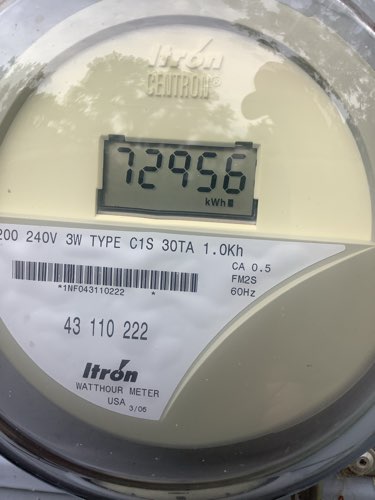 Itron
CENTRON®
72956
kWh
200 240V 3W TYPE C1S 30TA 1.0Kh
CA 0.5
FM2S
60Hz
*1NF043110222 *
43 110 222
Itron
WATTHOUR METER
USA 3/06